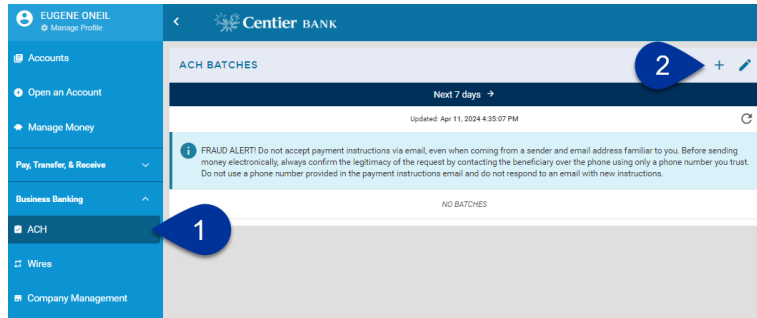 EUGENE ONEIL
Manage Profile
Accounts
Open an Account
Manage Money
Pay, Transfer, & Receive
Business Banking
ACH
Wires
Company Management
1
Centier BANK
ACH BATCHES
2
Next 7 days →
Updated: Apr 11, 2024 4:35:07 PM
FRAUD ALERT! Do not accept payment instructions via email, even when coming from a sender and email address familiar to you. Before sending
money electronically, always confirm the legitimacy of the request by contacting the beneficiary over the phone using only a phone number you trust.
Do not use a phone number provided in the payment instructions email and do not respond to an email with new instructions.
NO BATCHES